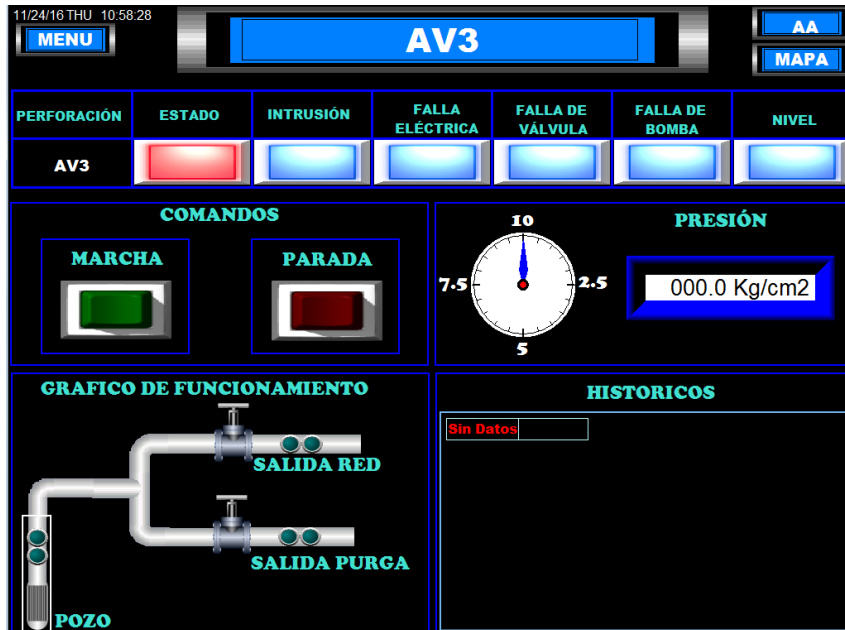 11/24/16 THU 10:58:28
MENU
AV3
AA
MAPA
PERFORACIÓN
ESTADO
INTRUSIÓN
FALLA
ELÉCTRICA
FALLA DE
VÁLVULA
FALLA DE
BOMBA
NIVEL
AV3
COMANDOS
MARCHA
PARADA
10
7.5
2.5
5
PRESIÓN
000.0 Kg/cm2
GRAFICO DE FUNCIONAMIENTO
SALIDA RED
SALIDA PURGA
POZO
HISTORICOS
Sin Datos